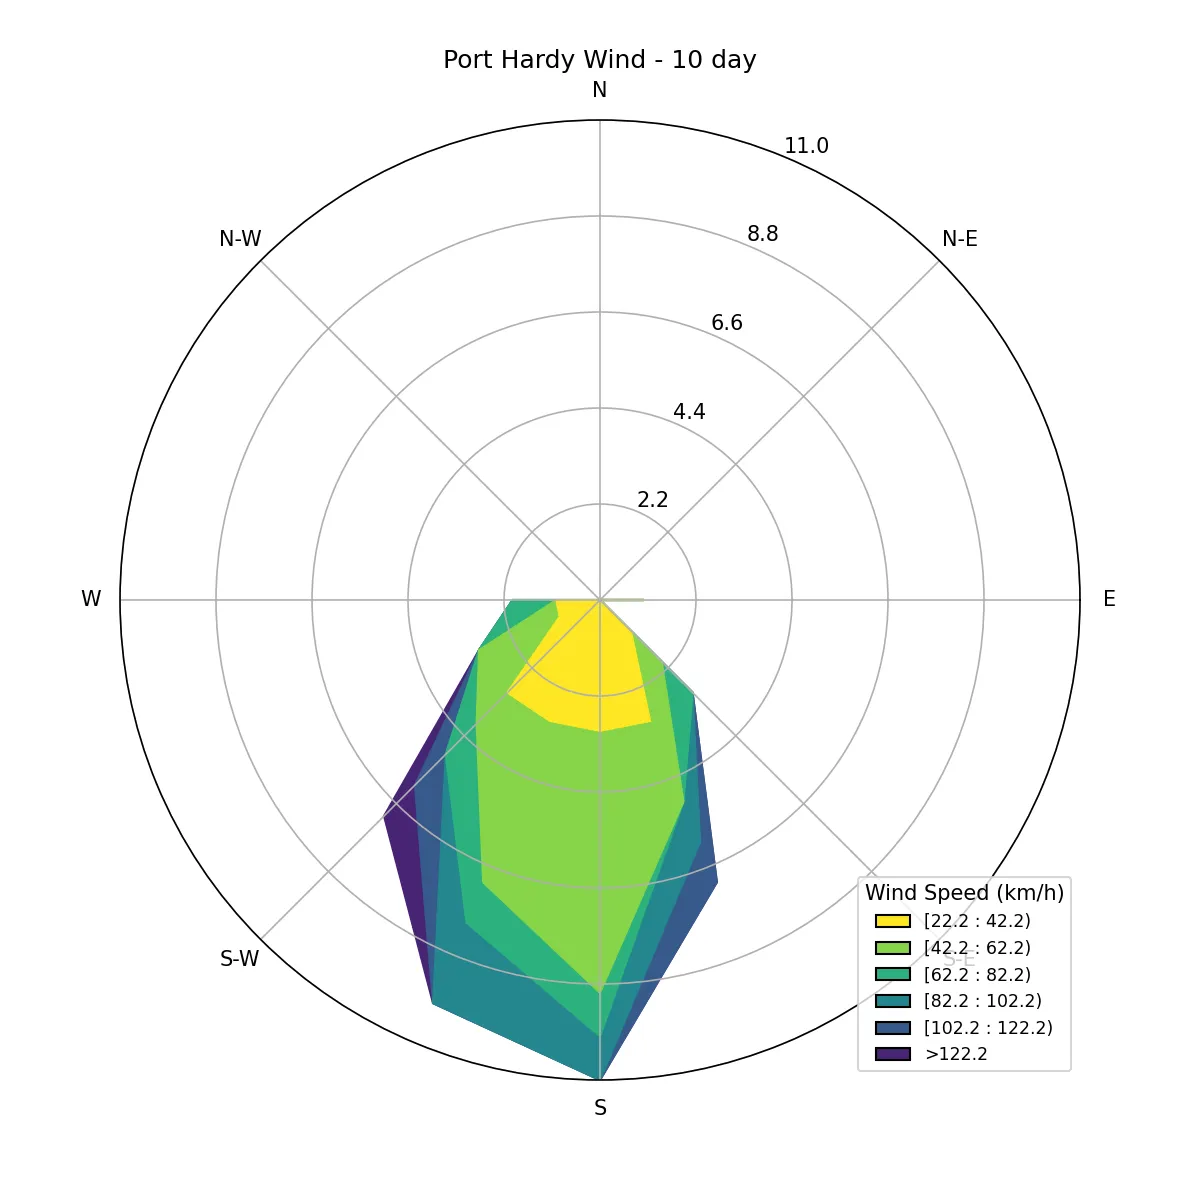 Port Hardy Wind - 10 day
N
11.0
N-W
N-E
8.8
6.6
4.4
2.2
W
E
S-W
S-E
S
Wind Speed (km/h)
[22.2 : 42.2)
[42.2 : 62.2)
[62.2 : 82.2)
[82.2 : 102.2)
[102.2 : 122.2)
>122.2